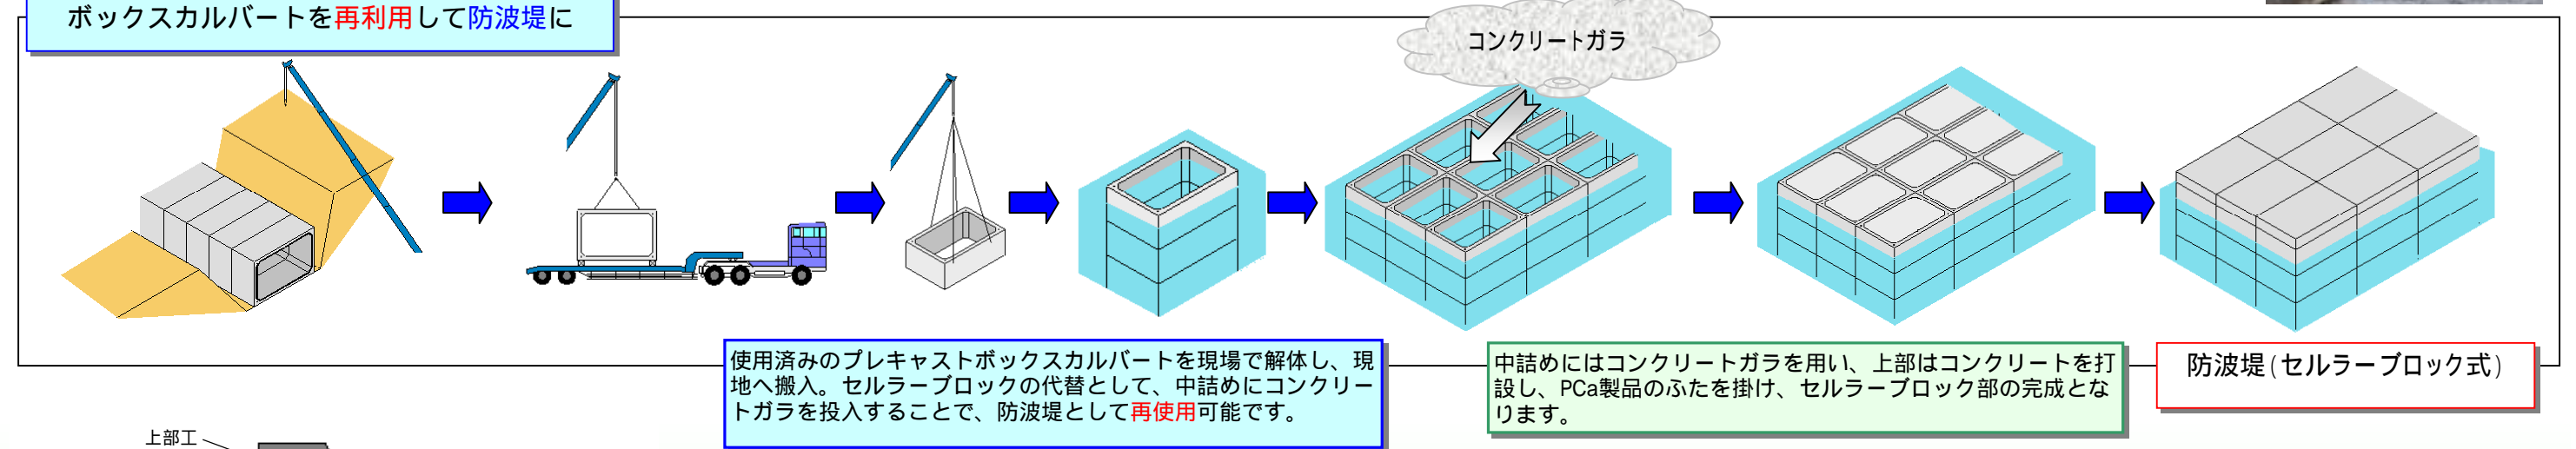 ボックスカルバートを再利用して防波堤に
コンクリートガラ
使用済みのプレキャストボックスカルバートを現場で解体し、現
地へ搬入。セルラーブロックの代替として、中詰めにコンクリー
トガラを投入することで、防波堤として再使用可能です。
中詰めにはコンクリートガラを用い、上部はコンクリートを打
設し、PCa製品のふたを掛け、セルラーブロック部の完成とな
ります。
防波堤(セルラーブロック式)
上部工